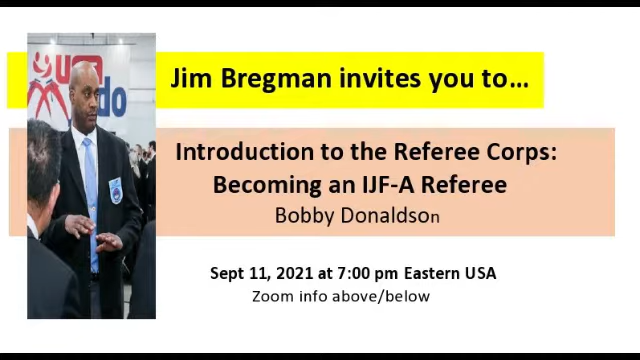 Jim Bregman invites you to...
Introduction to the Referee Corps:
Becoming an IJF-A Referee
Bobby Donaldson
Sept 11, 2021 at 7:00 pm Eastern USA
Zoom info above/below